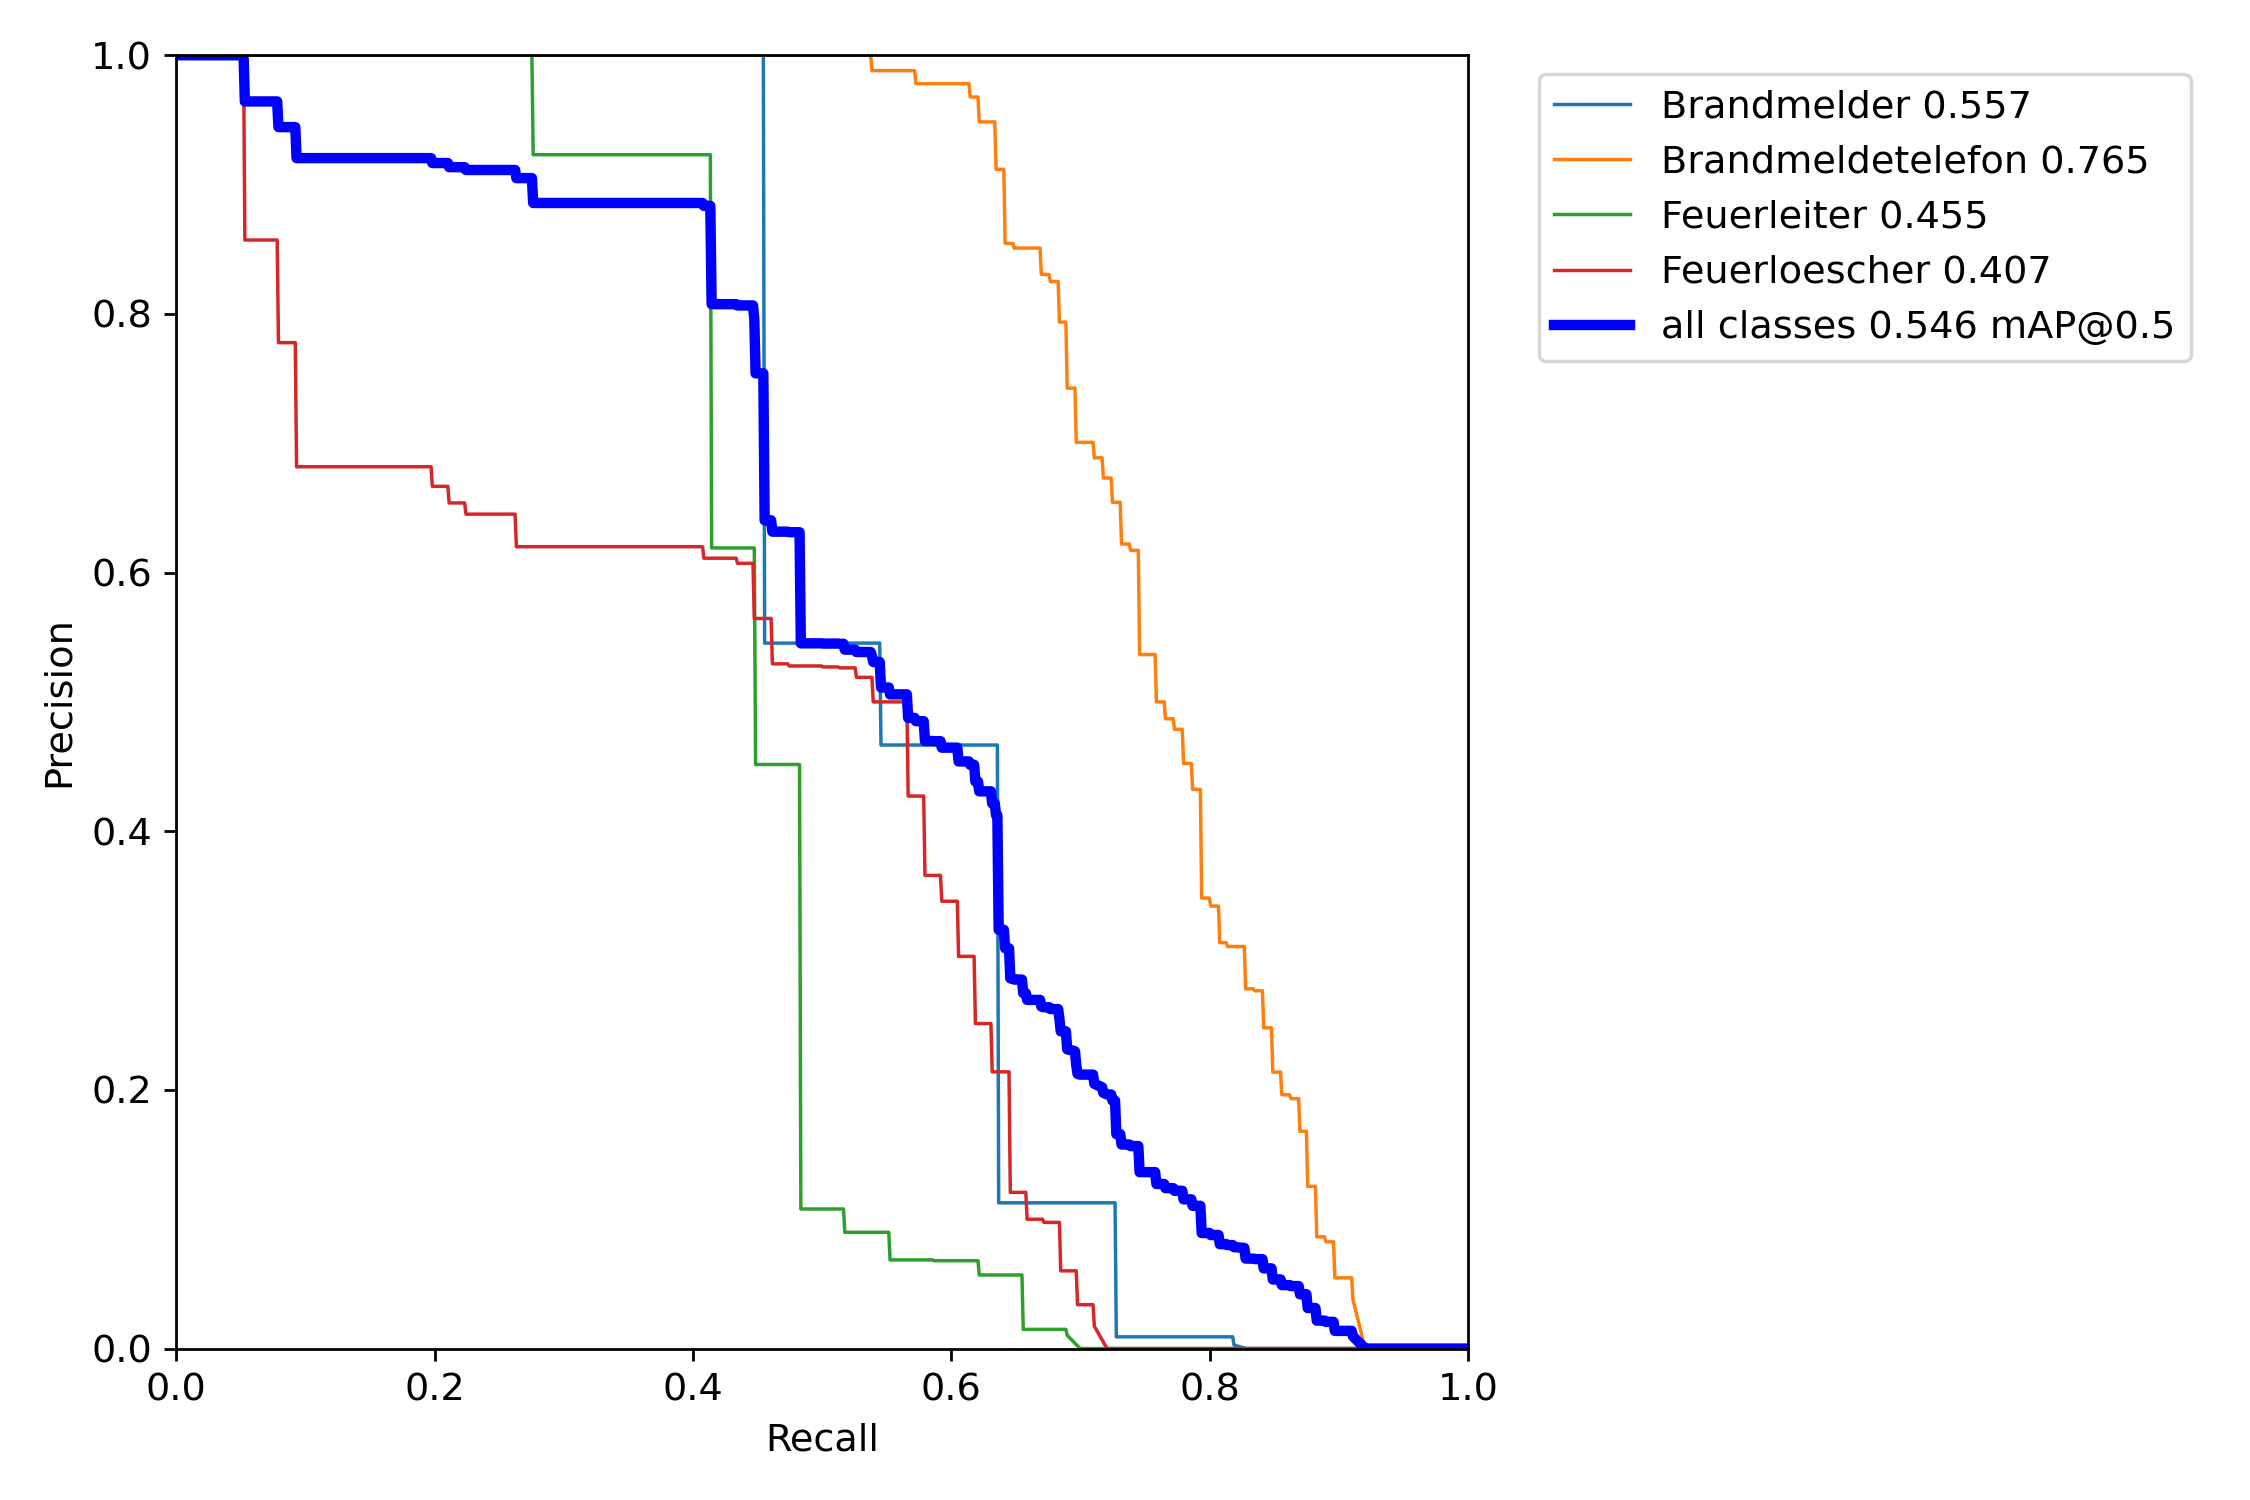 1.0
0.8
0.6
0.4
0.2
0.0
Precision
0.0 0.2 0.4 0.6 0.8 1.0
Recall
Brandmelder 0.557
Brandmeldetelefon 0.765
Feuerleiter 0.455
Feuerloescher 0.407
all classes 0.546 mAP@0.5